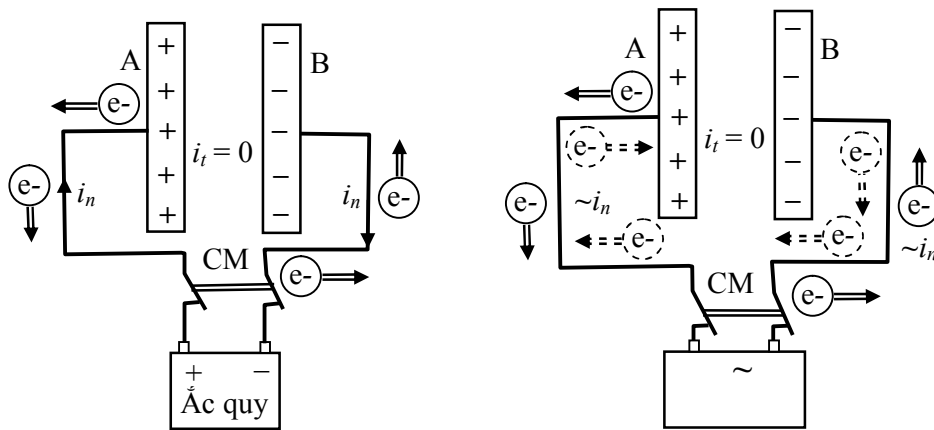 A
B
+ + + + +
− − − − −
e-
i_t = 0
e-
i_n
i_n
e-
CM
e-
+ −
Ắc quy
A
B
+ + + + +
− − − − −
e-
e-
i_t = 0
e-
e-
~i_n
e-
e-
e-
~i_n
CM
e-
~